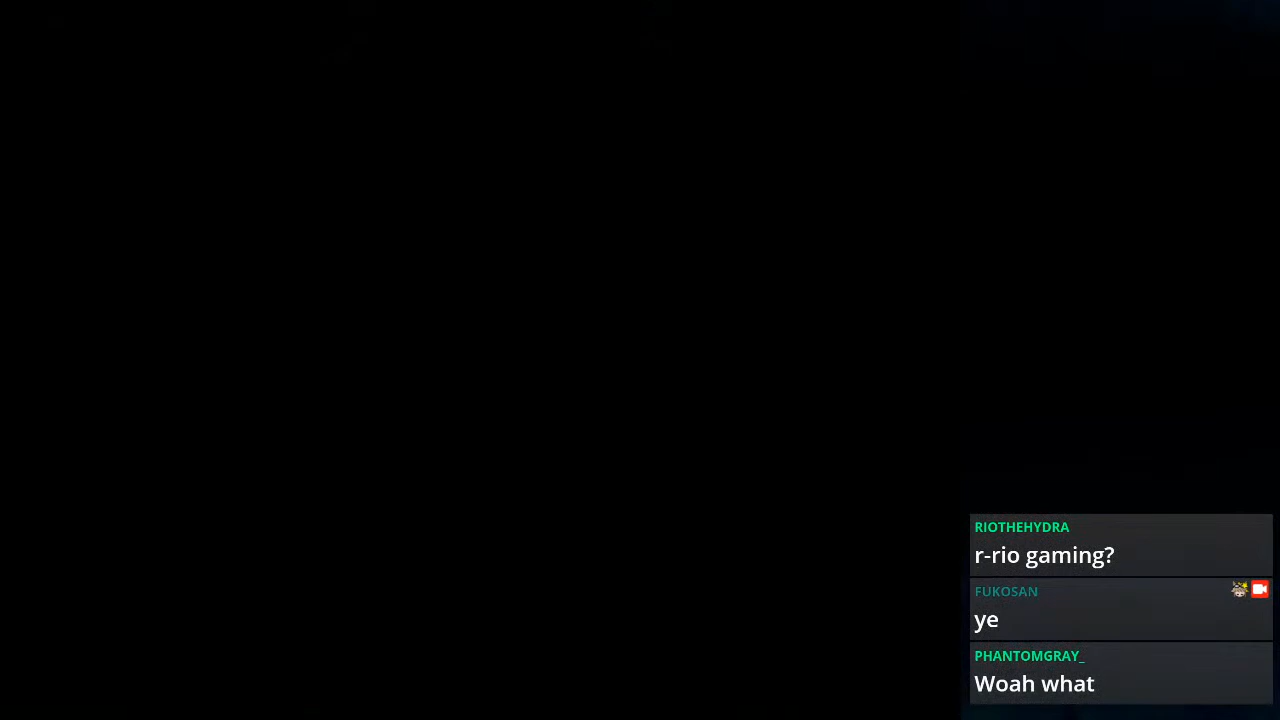 RIOTHEHYDRA
r-rio gaming?
FUKOSAN
ye
PHANTOMGRAY_
Woah what